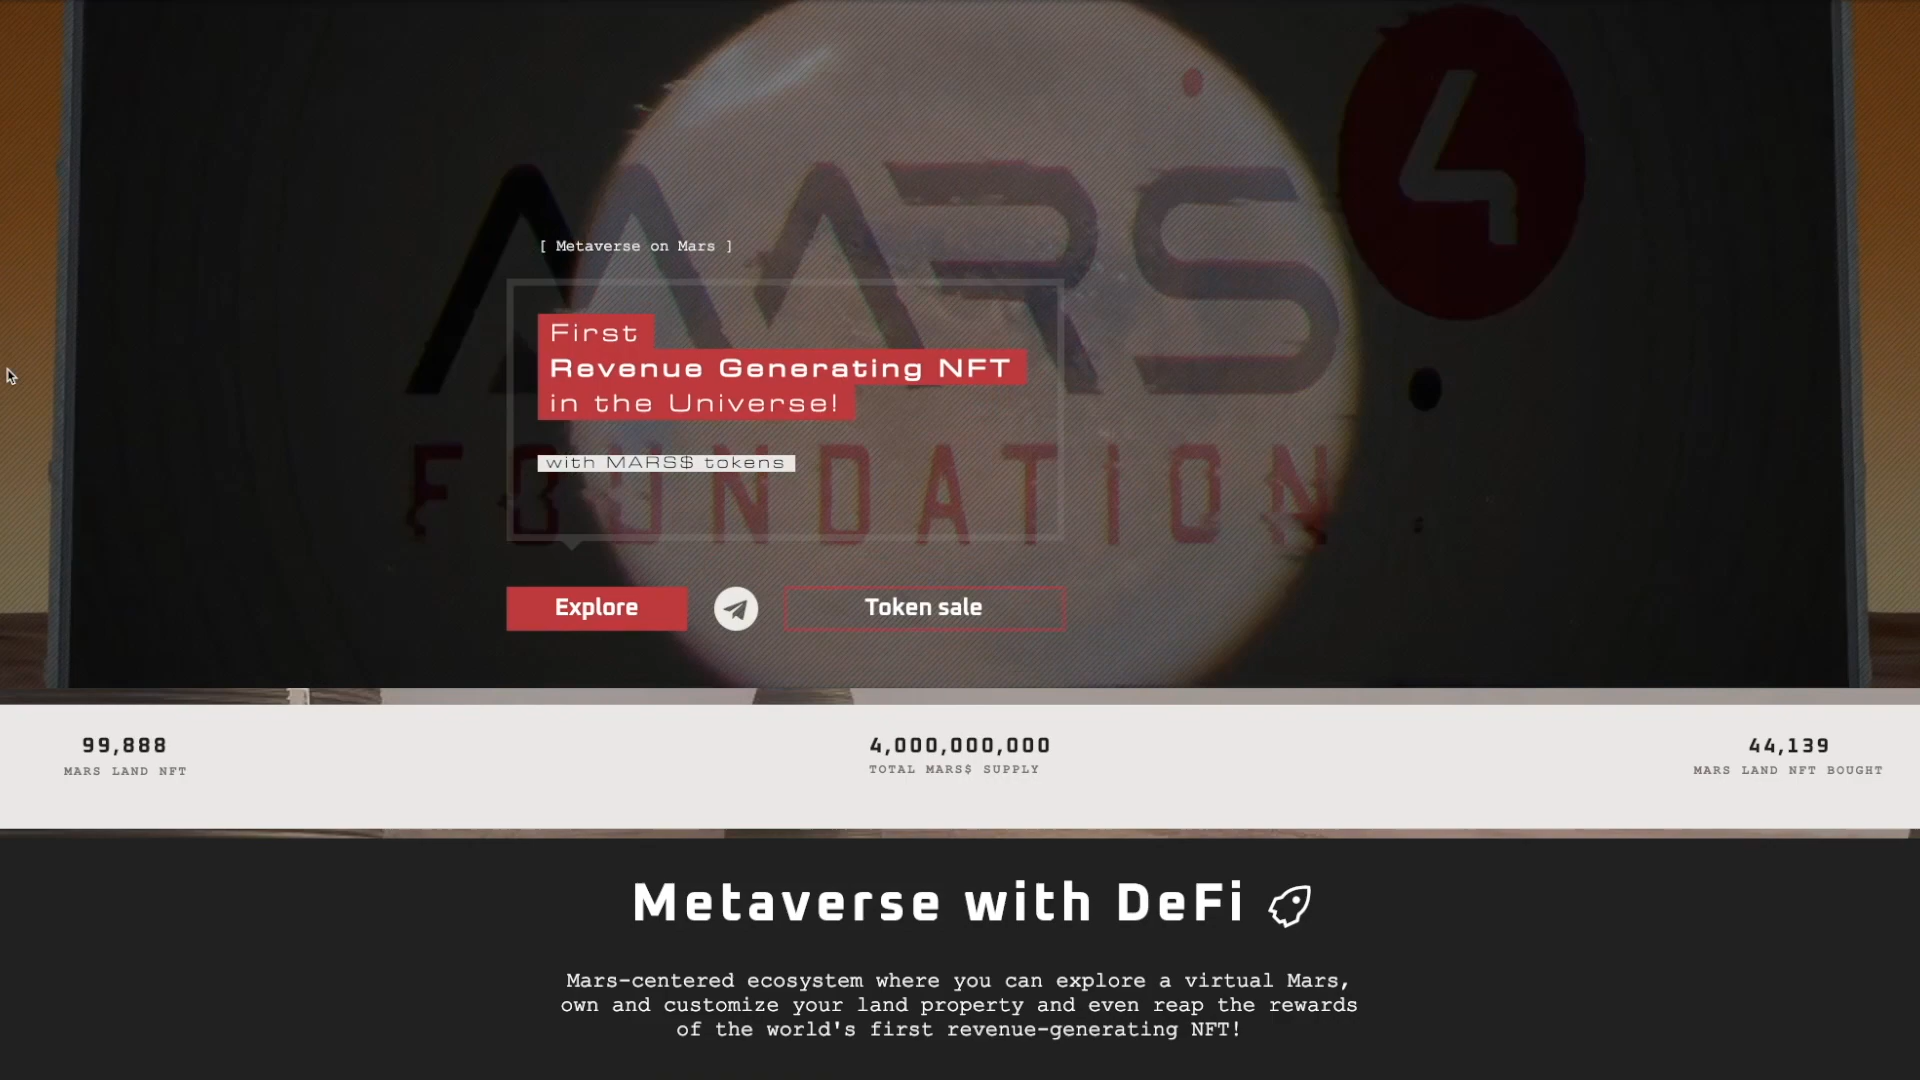 MARS
4
[ Metaverse on Mars ]
First
Revenue Generating NFT
in the Universe!
with MARS$ tokens
FOUNDATION
Explore
Token sale
99,888
MARS LAND NFT
4,000,000,000
TOTAL MARS$ SUPPLY
44,139
MARS LAND NFT BOUGHT
Metaverse with DeFi
Mars-centered ecosystem where you can explore a virtual Mars,
own and customize your land property and even reap the rewards
of the world's first revenue-generating NFT!